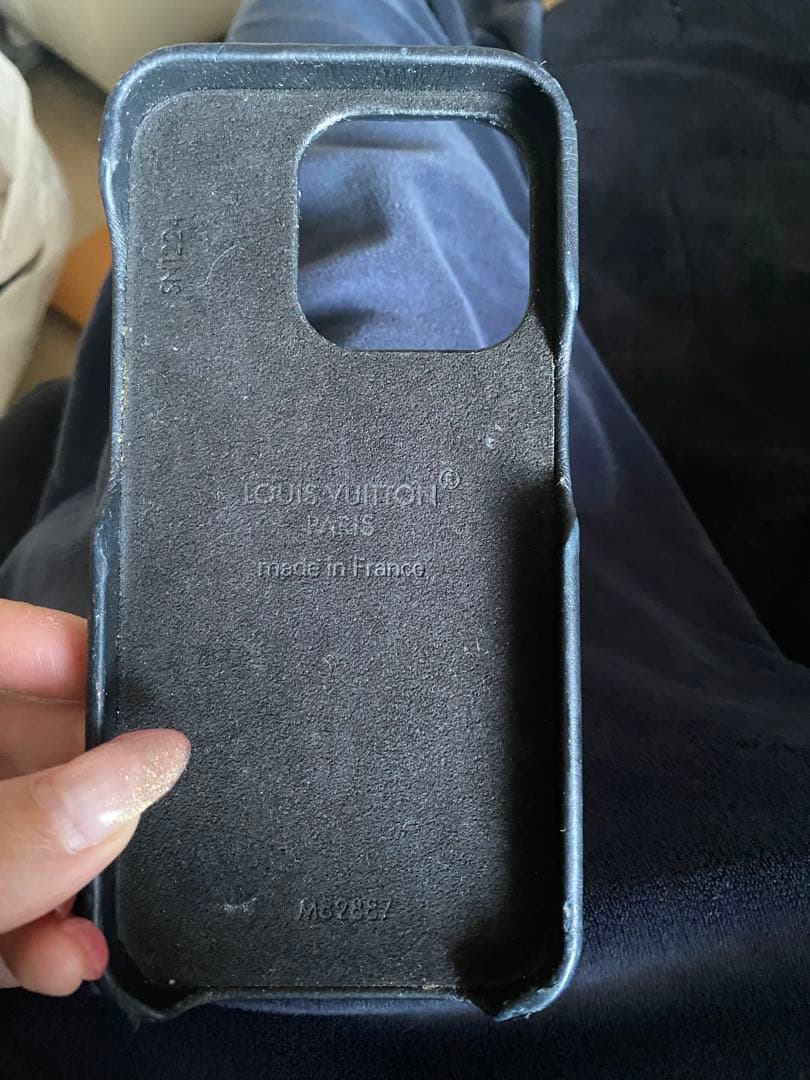 SN1224
LOUIS VUITTON®
PARIS
made in France
M82887